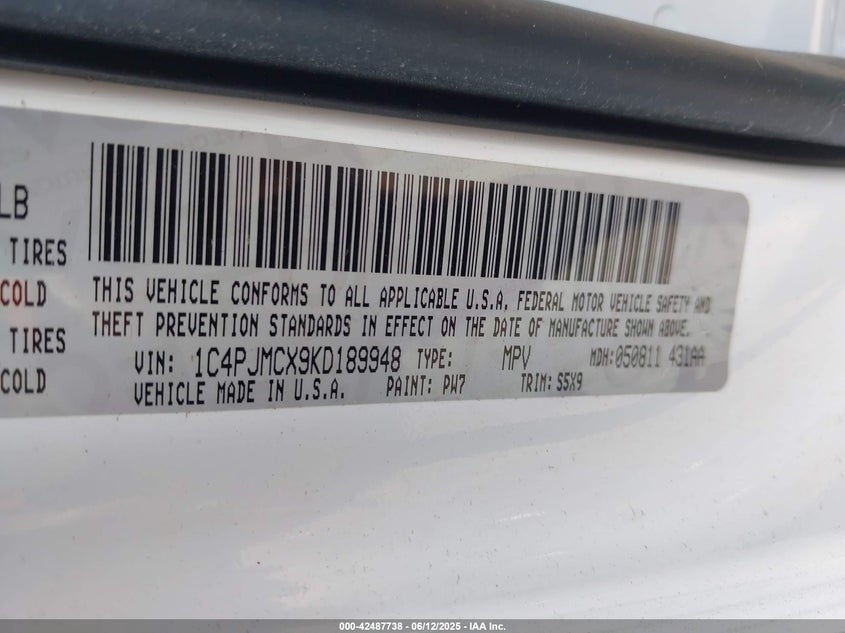 LB
TIRES
COLD
TIRES
COLD
THIS VEHICLE CONFORMS TO ALL APPLICABLE U.S.A. FEDERAL MOTOR VEHICLE SAFETY AND
THEFT PREVENTION STANDARDS IN EFFECT ON THE DATE OF MANUFACTURE SHOWN ABOVE.
VIN: 1C4PJMCX9KD189948 TYPE: MPV MDH:050811 431AA
VEHICLE MADE IN U.S.A. PAINT: PW7 TRIM: S5X9
000-42487738 - 06/12/2025 - IAA Inc.